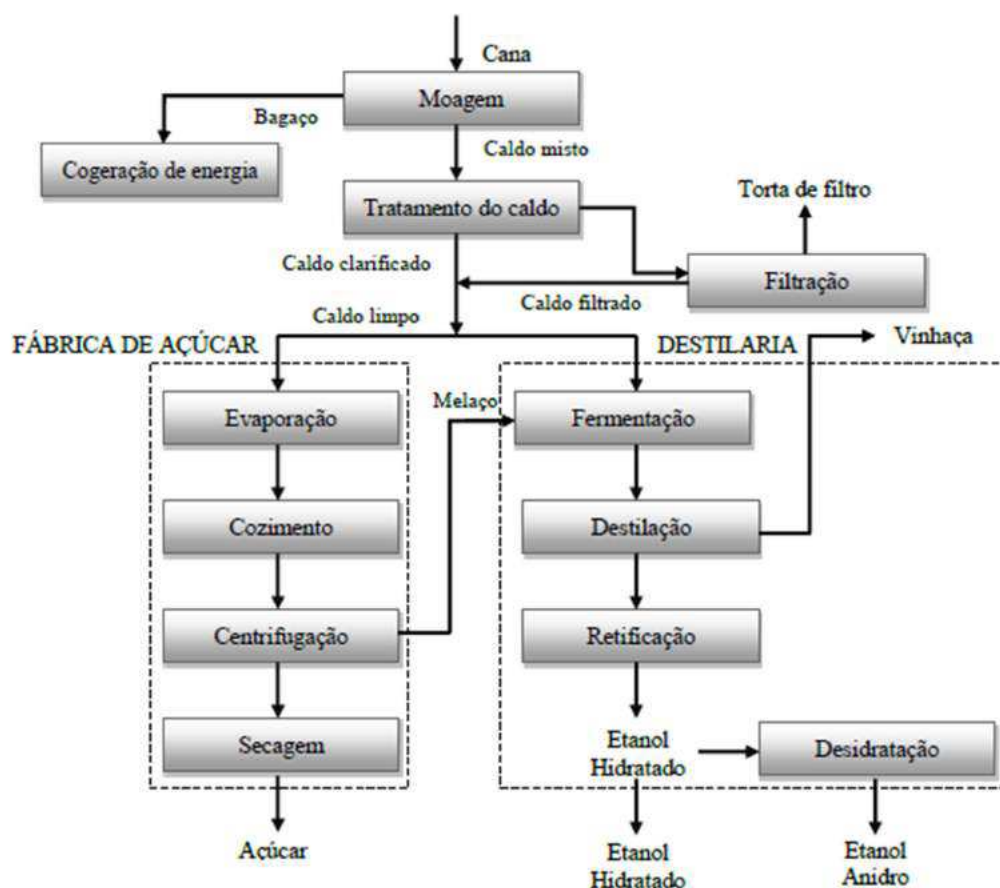 Cana
Moagem
Bagaço
Cogeração de energia
Caldo misto
Tratamento do caldo
Torta de filtro
Caldo clarificado
Filtração
Caldo filtrado
Caldo limpo
FÁBRICA DE AÇÚCAR
DESTILARIA
Vinhaça
Evaporação
Melaço
Fermentação
Cozimento
Destilação
Centrifugação
Retificação
Secagem
Etanol
Hidratado
Desidratação
Açúcar
Etanol
Hidratado
Etanol
Anidro